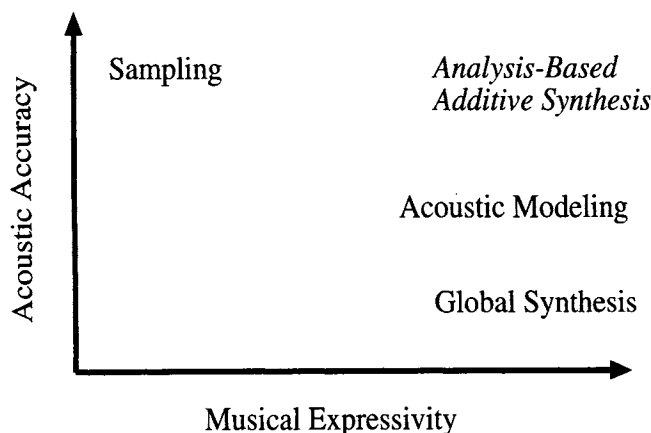 Sampling
Analysis-Based
Additive Synthesis
Acoustic Modeling
Global Synthesis
Acoustic Accuracy
Musical Expressivity